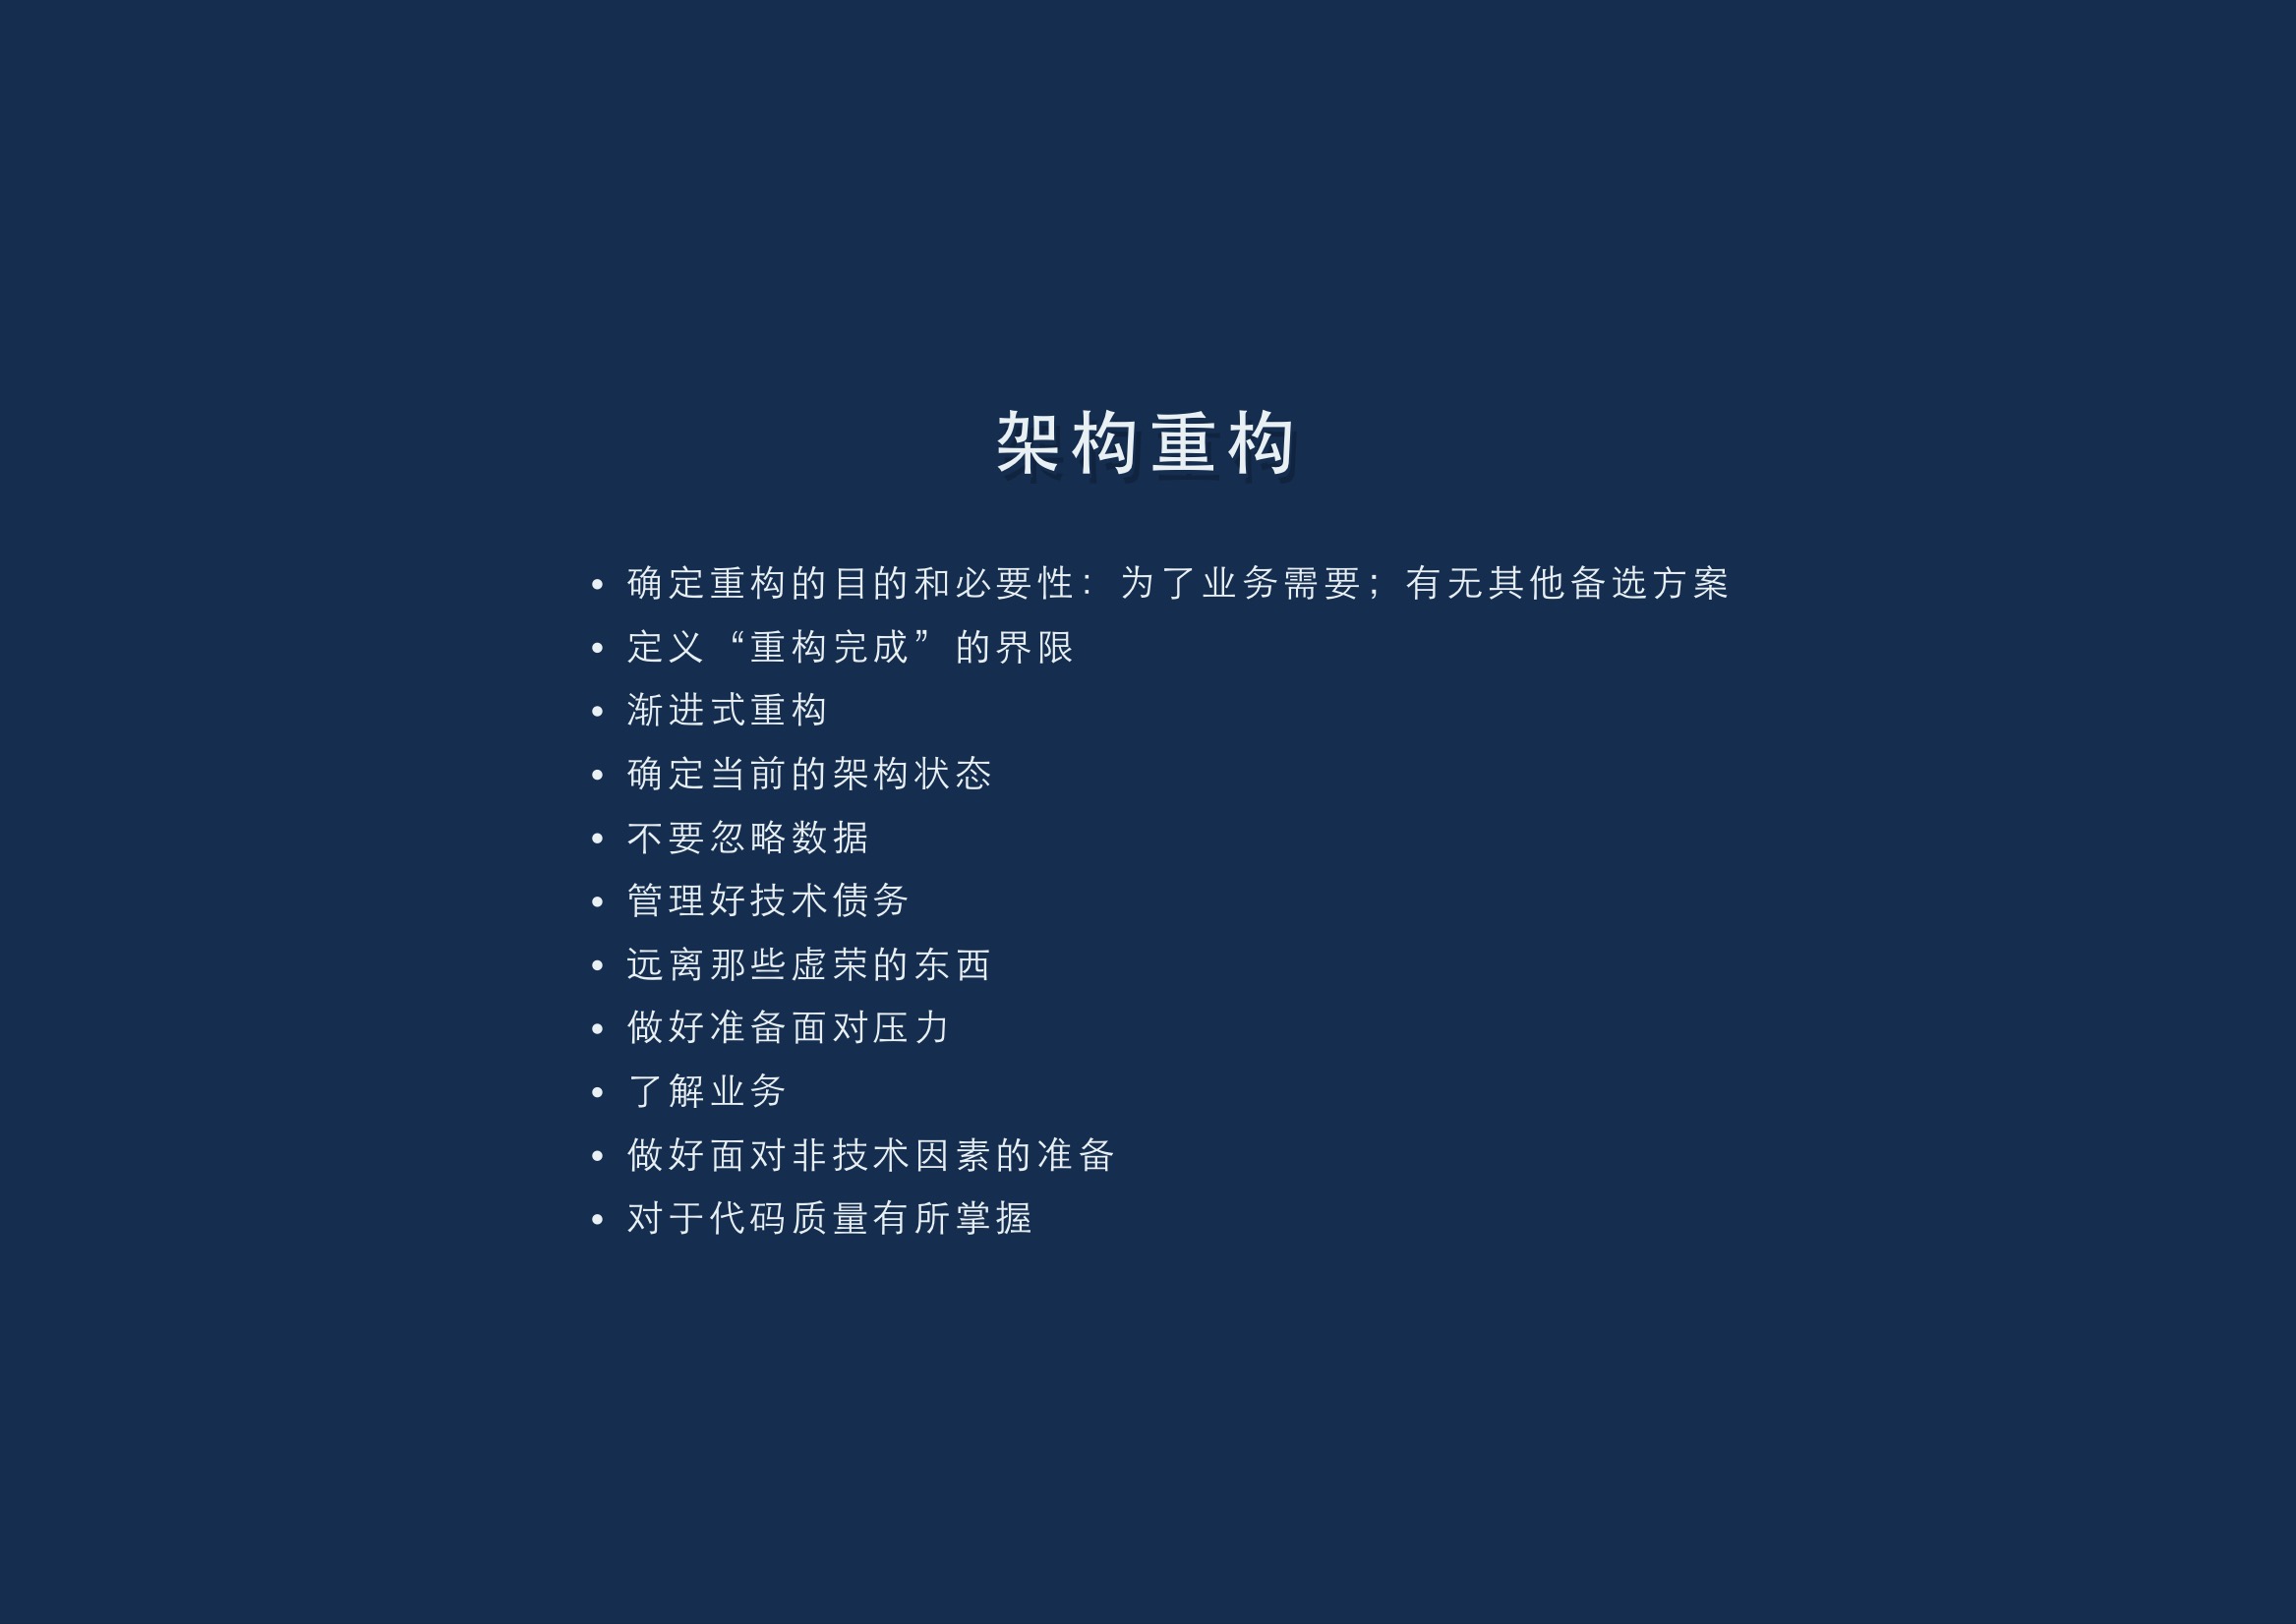 架构重构
• 确定重构的目的和必要性：为了业务需要；有无其他备选方案
• 定义“重构完成”的界限
• 渐进式重构
• 确定当前的架构状态
• 不要忽略数据
• 管理好技术债务
• 远离那些虚荣的东西
• 做好准备面对压力
• 了解业务
• 做好面对非技术因素的准备
• 对于代码质量有所掌握